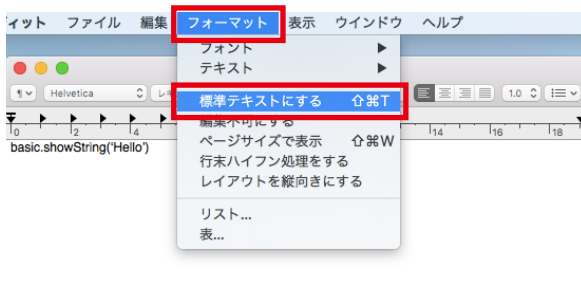 ィット ファイル 編集 フォーマット 表示 ウインドウ ヘルプ
フォント
テキスト
Helvetica
標準テキストにする ⇧⌘T
1.0
編集不可にする
0 2 4 14 16 18
ページサイズで表示 ⇧⌘W
basic.showString('Hello')
行末ハイフン処理をする
レイアウトを縦向きにする
リスト...
表...